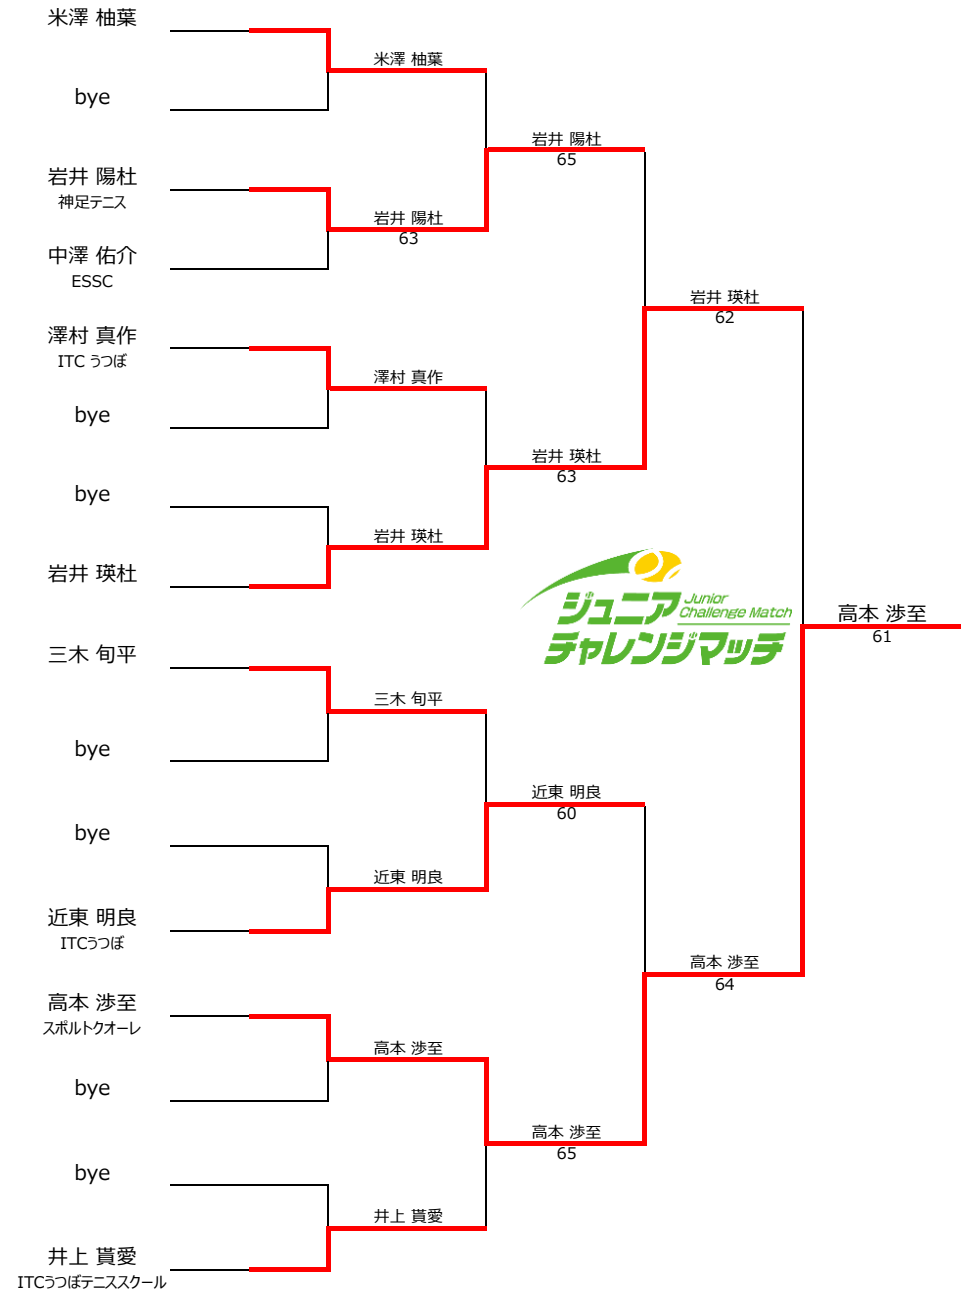 米澤 柚葉
bye
岩井 陽杜
神足テニス
中澤 佑介
ESSC
澤村 真作
ITC うつぼ
bye
bye
岩井 瑛杜
三木 旬平
bye
bye
近東 明良
ITCうつぼ
高本 渉至
スポルトクオーレ
bye
bye
井上 貰愛
ITCうつぼテニススクール
米澤 柚葉
岩井 陽杜
63
澤村 真作
岩井 瑛杜
三木 旬平
近東 明良
高本 渉至
井上 貰愛
岩井 陽杜
65
岩井 瑛杜
63
近東 明良
60
高本 渉至
65
岩井 瑛杜
62
高本 渉至
64
ジュニア
Junior
Challenge Match
チャレンジマッチ
高本 渉至
61